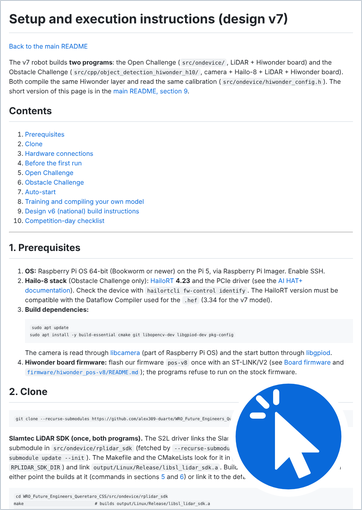 Setup and execution instructions (design v7)
Back to the main README
The v7 robot builds two programs: the Open Challenge ( src/ondevice/ , LiDAR + Hiwonder board) and the
Obstacle Challenge ( src/cpp/object_detection_hiwonder_h10/ , camera + Hailo-8 + LiDAR + Hiwonder board).
Both compile the same Hiwonder layer and read the same calibration ( src/ondevice/hiwonder_config.h ). The
short version of this page is in the main README, section 9.
Contents
1. Prerequisites
2. Clone
3. Hardware connections
4. Before the first run
5. Open Challenge
6. Obstacle Challenge
7. Auto-start
8. Training and compiling your own model
9. Design v6 (national) build instructions
10. Competition-day checklist
1. Prerequisites
1. OS: Raspberry Pi OS 64-bit (Bookworm or newer) on the Pi 5, via Raspberry Pi Imager. Enable SSH.
2. Hailo-8 stack (Obstacle Challenge only): HailoRT 4.23 and the PCIe driver (see the AI HAT+
documentation). Check the device with hailortcli fw-control identify . The HailoRT version must be
compatible with the Dataflow Compiler used for the .hef (3.34 for the v7 model).
3. Build dependencies:
sudo apt update
sudo apt install -y build-essential cmake git libopencv-dev libgpiod-dev pkg-config
The camera is read through libcamera (part of Raspberry Pi OS) and the start button through libgpiod.
4. Hiwonder board firmware: flash our firmware pos-v8 once with an ST-LINK/V2 (see Board firmware and
firmware/hiwonder_pos-v8/README.md ); the programs refuse to run on the stock firmware.
2. Clone
git clone --recurse-submodules https://github.com/alex309-duarte/WRO_Future_Engineers_Q
Slamtec LiDAR SDK (once, both programs). The S2L driver links the Slam
submodule in src/ondevice/rplidar_sdk (fetched by --recurse-submodu
submodule update --init ). The Makefile and the CMakeLists look for it in
RPLIDAR_SDK_DIR ) and link output/Linux/Release/libsl_lidar_sdk.a . Buil
either point the builds at it (commands in sections 5 and 6) or link it to the def
cd WRO_Future_Engineers_Queretaro_CIS/src/ondevice/rplidar_sdk
make # builds output/Linux/Release/libsl_lidar_sdk.a